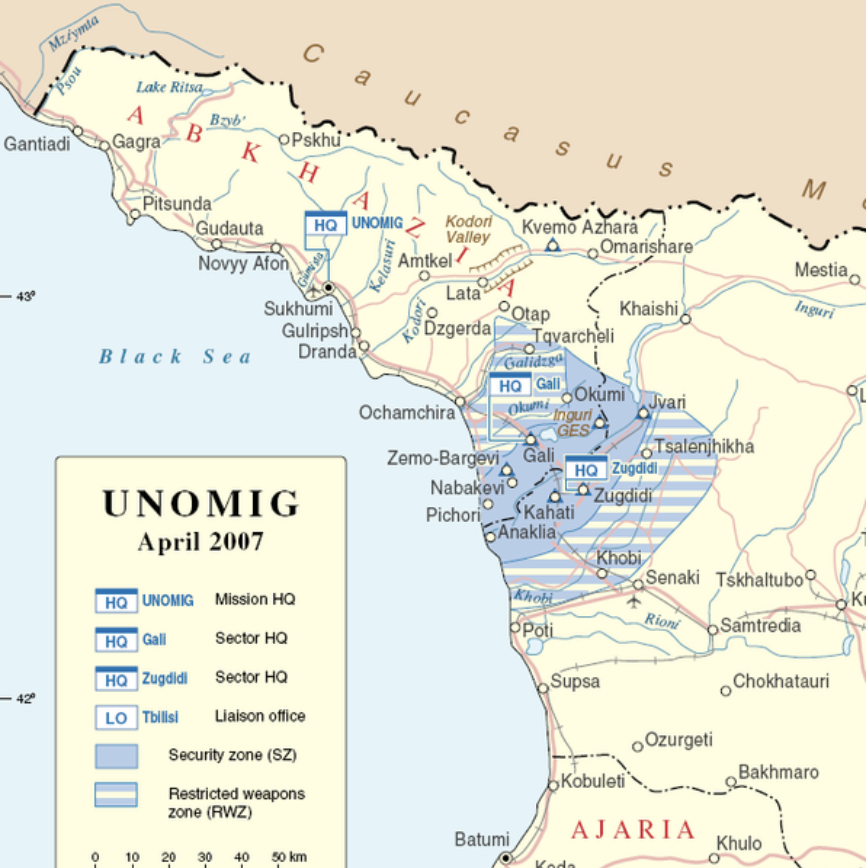 Mziymta
Psou
C a u c a s u s
M
Lake Ritsa
ABKHAZIA
Bzyb'
Gantiadi
Gagra
Pskhu
Pitsunda
HQ UNOMIG
Kodori
Valley
Kvemo Azhara
Gudauta
Omarishare
Novyy Afon
Gumista
Kelasuri
Amtkel
Mestia
43º
Lata
Sukhumi
Otap
Khaishi
Inguri
Kodori
Gulripsh
Dzgerda
Tqvarcheli
Dranda
Black Sea
Galidzga
HQ Gali
Okumi
Jvari
Ochamchira
Okumi
Inguri
GES
Tsalenjhikha
Gali
Zemo-Bargevi
HQ Zugdidi
Nabakevi
Zugdidi
Pichori
Kahati
Anaklia
Khobi
Senaki
Tskhaltubo
Khobi
Rioni
Samtredia
Poti
Supsa
Chokhatauri
42º
Ozurgeti
Kobuleti
Bakhmaro
AJARIA
Batumi
Khulo
UNOMIG
April 2007
HQ UNOMIG Mission HQ
HQ Gali Sector HQ
HQ Zugdidi Sector HQ
LO Tbilisi Liaison office
Security zone (SZ)
Restricted weapons
zone (RWZ)
0 10 20 30 40 50 km